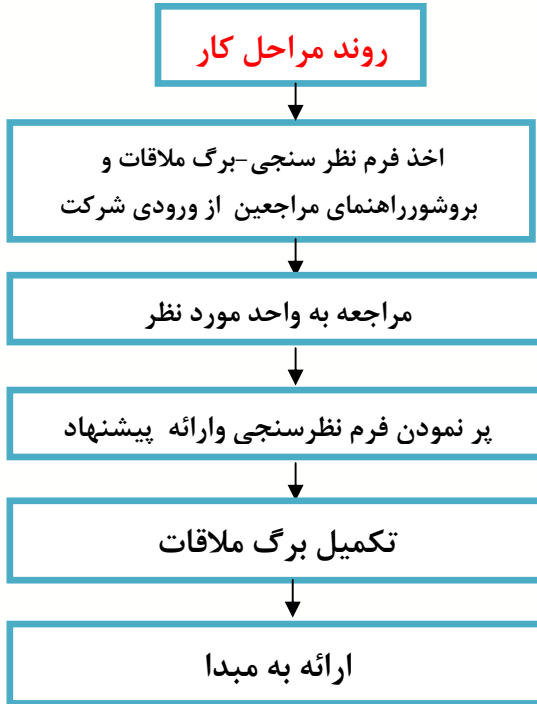 روند مراحل کار
اخذ فرم نظر سنجی-برگ ملاقات و
بروشورراهنمای مراجعین از ورودی شرکت
مراجعه به واحد مورد نظر
پر نمودن فرم نظرسنجی وارائه پیشنهاد
تکمیل برگ ملاقات
ارائه به مبدا